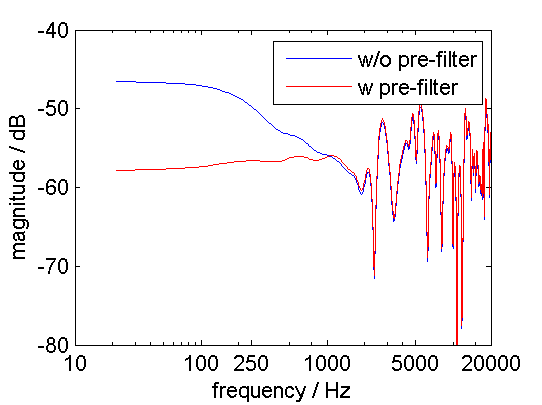 -40
w/o pre-filter
w pre-filter
-50
-60
-70
-80
magnitude / dB
10 100 250 1000 5000 20000
frequency / Hz